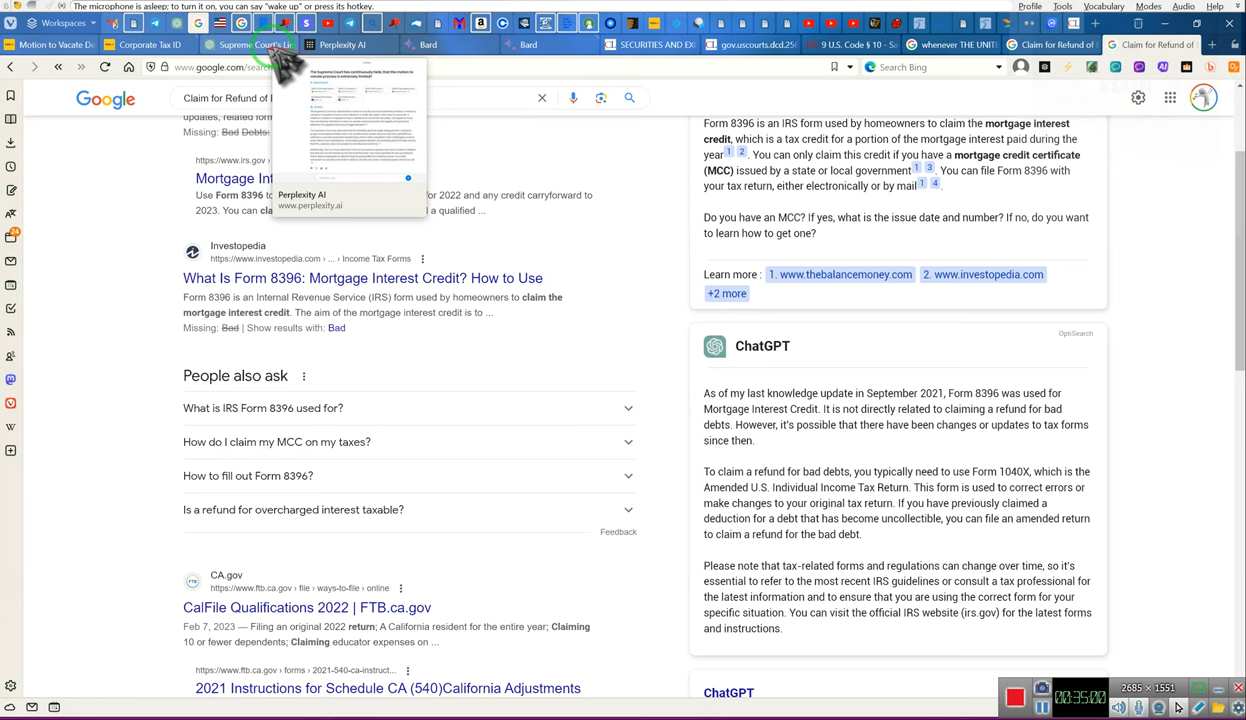 The microphone is asleep; to turn it on, you can say "wake up" or press its hotkey.
Profile Tools Vocabulary Modes Audio Help
Workspaces
Motion to Vacate D
Corporate Tax ID
Supreme Court's Li
Perplexity AI
Bard
Bard
SECURITIES AND EX
gov.uscourts.dcd.25
9 U.S. Code § 10 - S
whenever THE UNIT
Claim for Refund of
Claim for Refund of
www.google.com/sear
Search Bing
Google
Claim for Refund of
Perplexity AI
www.perplexity.ai
related forms and
Missing: Bad Debts:
https://www.irs.gov ›
Mortgage Int
Use Form 8396 to for 2022 and any credit carryforward to
2023. You can cla d a qualified ...
Investopedia
https://www.investopedia.com › ... › Income Tax Forms
What Is Form 8396: Mortgage Interest Credit? How to Use
Form 8396 is an Internal Revenue Service (IRS) form used by homeowners to claim the
mortgage interest credit. The aim of the mortgage interest credit is to ...
Missing: Bad | Show results with: Bad
People also ask
What is IRS Form 8396 used for?
How do I claim my MCC on my taxes?
How to fill out Form 8396?
Is a refund for overcharged interest taxable?
Feedback
CA.gov
https://www.ftb.ca.gov › file › ways-to-file › online
CalFile Qualifications 2022 | FTB.ca.gov
Feb 7, 2023 — Filing an original 2022 return; A California resident for the entire year; Claiming
10 or fewer dependents; Claiming educator expenses on ...
https://www.ftb.ca.gov › forms › 2021-540-ca-instruct...
2021 Instructions for Schedule CA (540)California Adjustments
Form 8396 is an IRS form used by homeowners to claim the mortgage interest
credit, which is a tax credit for a portion of the mortgage interest paid during the
year 1 2 . You can only claim this credit if you have a mortgage credit certificate
(MCC) issued by a state or local government 1 3 . You can file Form 8396 with
your tax return, either electronically or by mail 1 4 .
Do you have an MCC? If yes, what is the issue date and number? If no, do you want
to learn how to get one?
Learn more : 1. www.thebalancemoney.com 2. www.investopedia.com
+2 more
OptiSearch
ChatGPT
As of my last knowledge update in September 2021, Form 8396 was used for
Mortgage Interest Credit. It is not directly related to claiming a refund for bad
debts. However, it's possible that there have been changes or updates to tax forms
since then.
To claim a refund for bad debts, you typically need to use Form 1040X, which is the
Amended U.S. Individual Income Tax Return. This form is used to correct errors or
make changes to your original tax return. If you have previously claimed a
deduction for a debt that has become uncollectible, you can file an amended return
to claim a refund for the bad debt.
Please note that tax-related forms and regulations can change over time, so it's
essential to refer to the most recent IRS guidelines or consult a tax professional for
the latest information and to ensure that you are using the correct form for your
specific situation. You can visit the official IRS website (irs.gov) for the latest forms
and instructions.
OptiSearch
ChatGPT
24
2685 × 1551
00:35:00